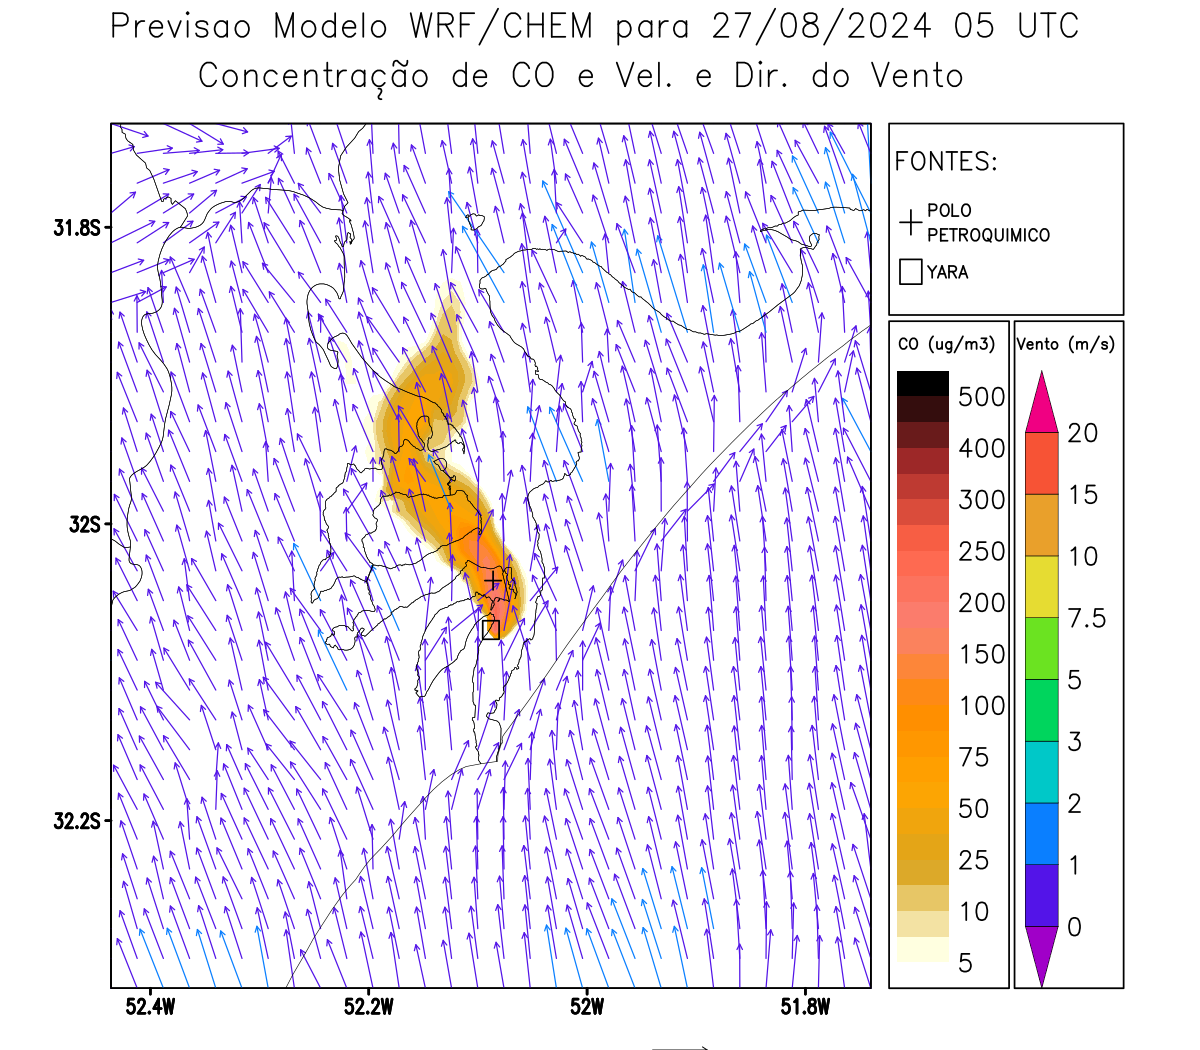 Previsao Modelo WRF/CHEM para 27/08/2024 05 UTC
Concentração de CO e Vel. e Dir. do Vento
FONTES:
POLO
PETROQUIMICO
YARA
CO (ug/m3)
500
400
300
250
200
150
100
75
50
25
10
5
Vento (m/s)
20
15
10
7.5
5
3
2
1
0
31.8S
32S
32.2S
52.4W
52.2W
52W
51.8W